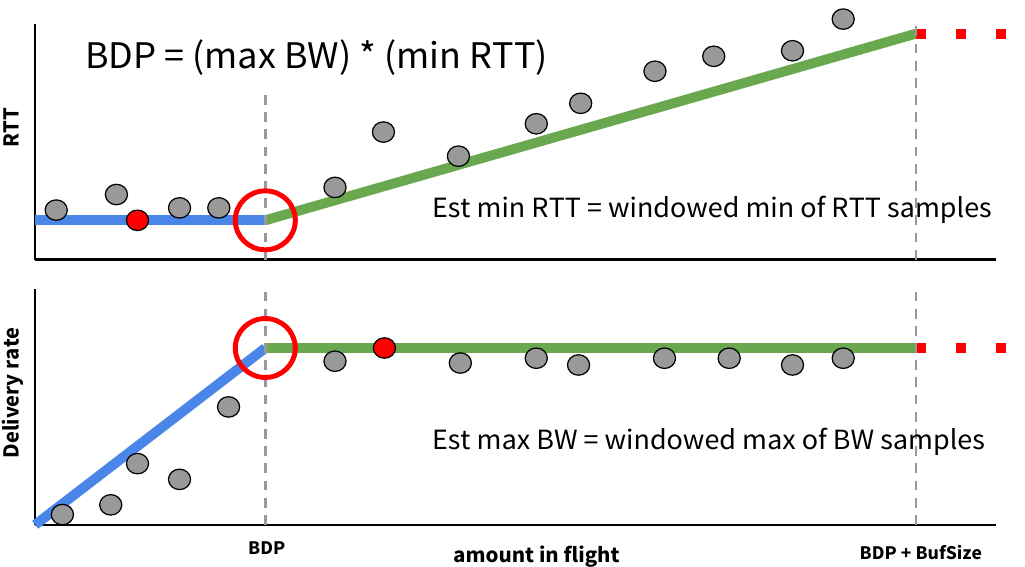 BDP = (max BW) * (min RTT)
RTT
Est min RTT = windowed min of RTT samples
Delivery rate
Est max BW = windowed max of BW samples
BDP
amount in flight
BDP + BufSize